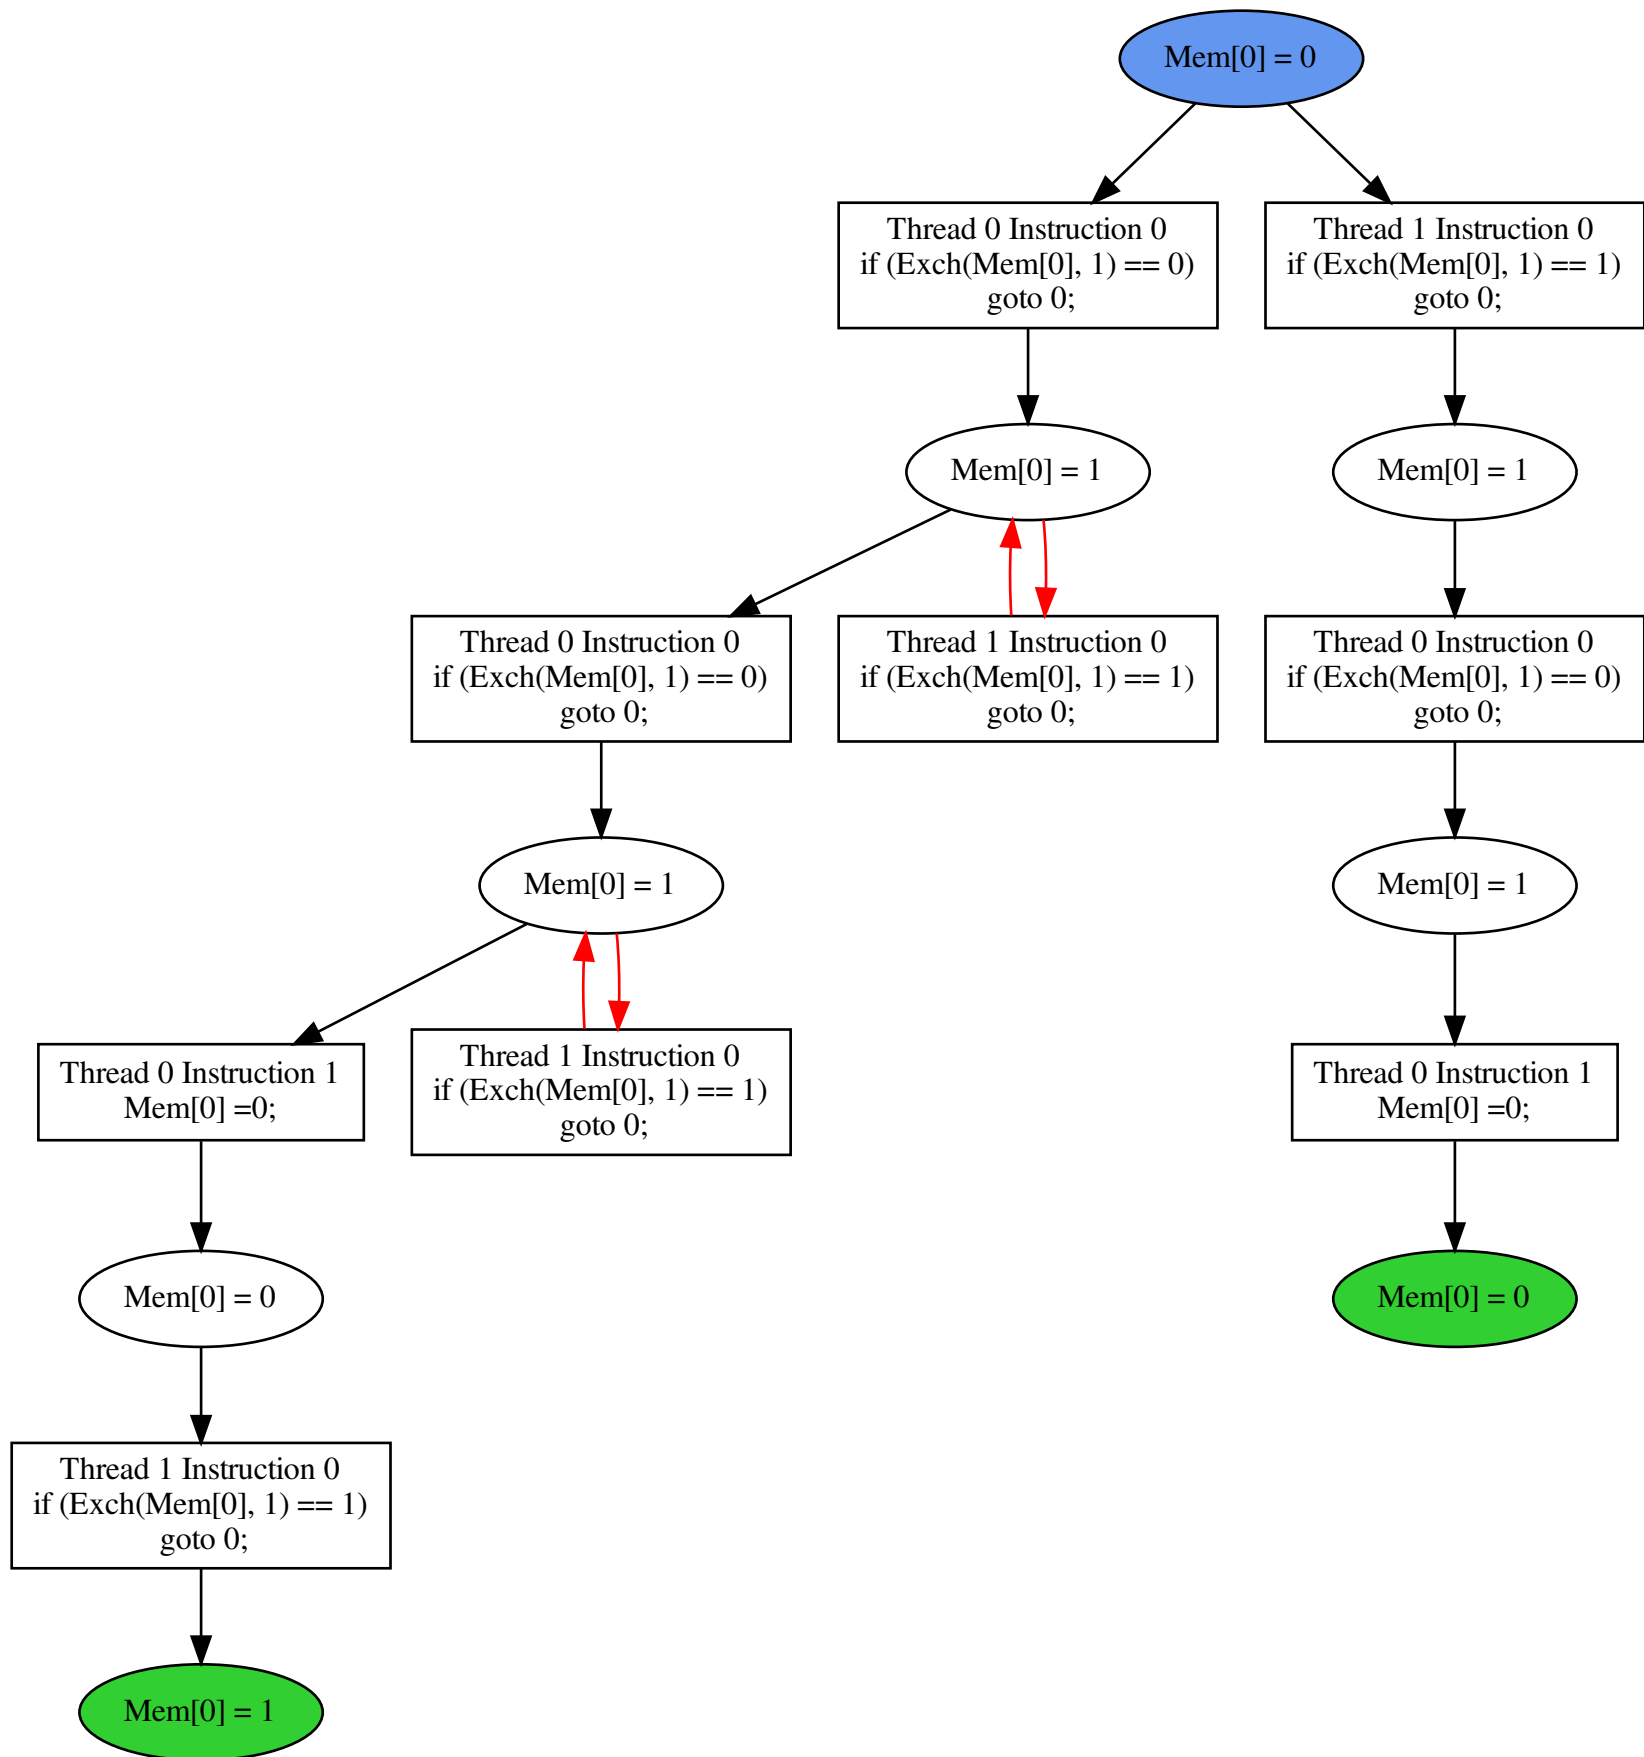 Mem[0] = 0
Thread 0 Instruction 0
if (Exch(Mem[0], 1) == 0)
goto 0;
Thread 1 Instruction 0
if (Exch(Mem[0], 1) == 1)
goto 0;
Mem[0] = 1
Mem[0] = 1
Thread 0 Instruction 0
if (Exch(Mem[0], 1) == 0)
goto 0;
Thread 1 Instruction 0
if (Exch(Mem[0], 1) == 1)
goto 0;
Thread 0 Instruction 0
if (Exch(Mem[0], 1) == 0)
goto 0;
Mem[0] = 1
Mem[0] = 1
Thread 0 Instruction 1
Mem[0] =0;
Thread 1 Instruction 0
if (Exch(Mem[0], 1) == 1)
goto 0;
Thread 0 Instruction 1
Mem[0] =0;
Mem[0] = 0
Mem[0] = 0
Thread 1 Instruction 0
if (Exch(Mem[0], 1) == 1)
goto 0;
Mem[0] = 1